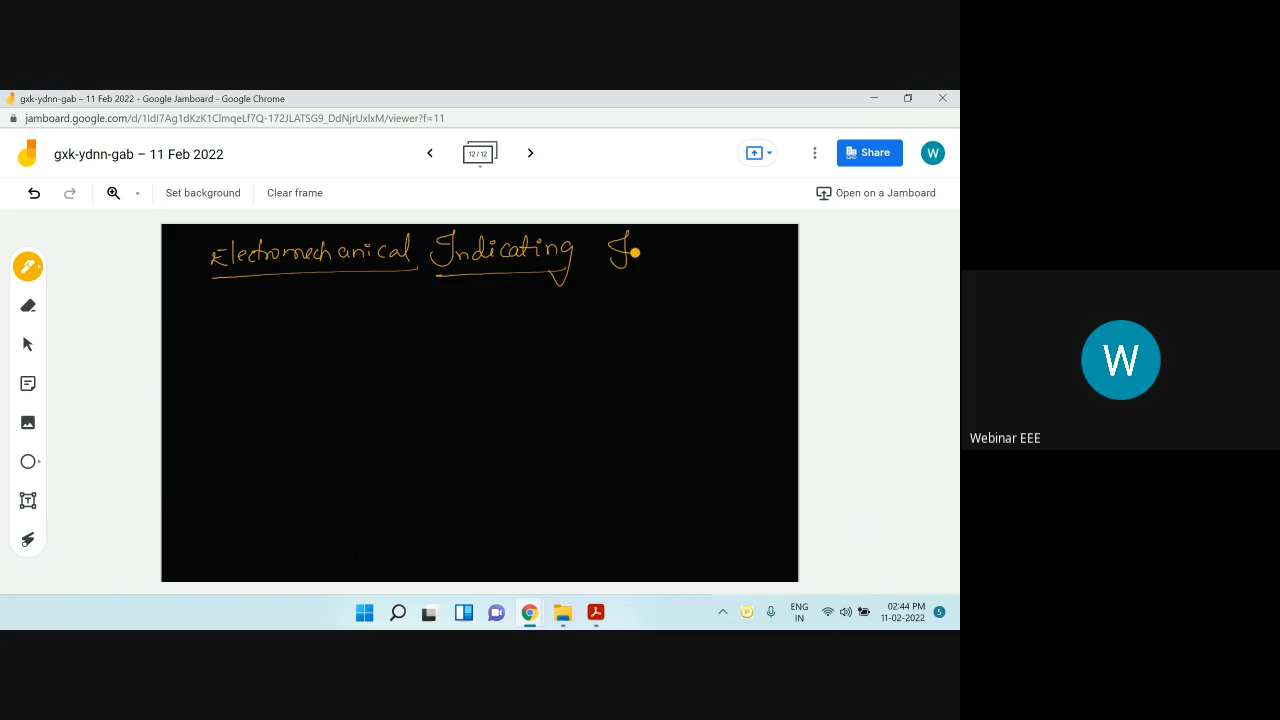 gxk-ydnn-gab – 11 Feb 2022 - Google Jamboard - Google Chrome
jamboard.google.com/d/1IdI7Ag1dKzK1ClmqeLf7Q-172JLATSG9_DdNjrUxlxM/viewer?f=11
gxk-ydnn-gab – 11 Feb 2022
12 / 12
Share
W
Set background
Clear frame
Open on a Jamboard
Electromechanical Indicating I
W
Webinar EEE
ENG
IN
02:44 PM
11-02-2022
5